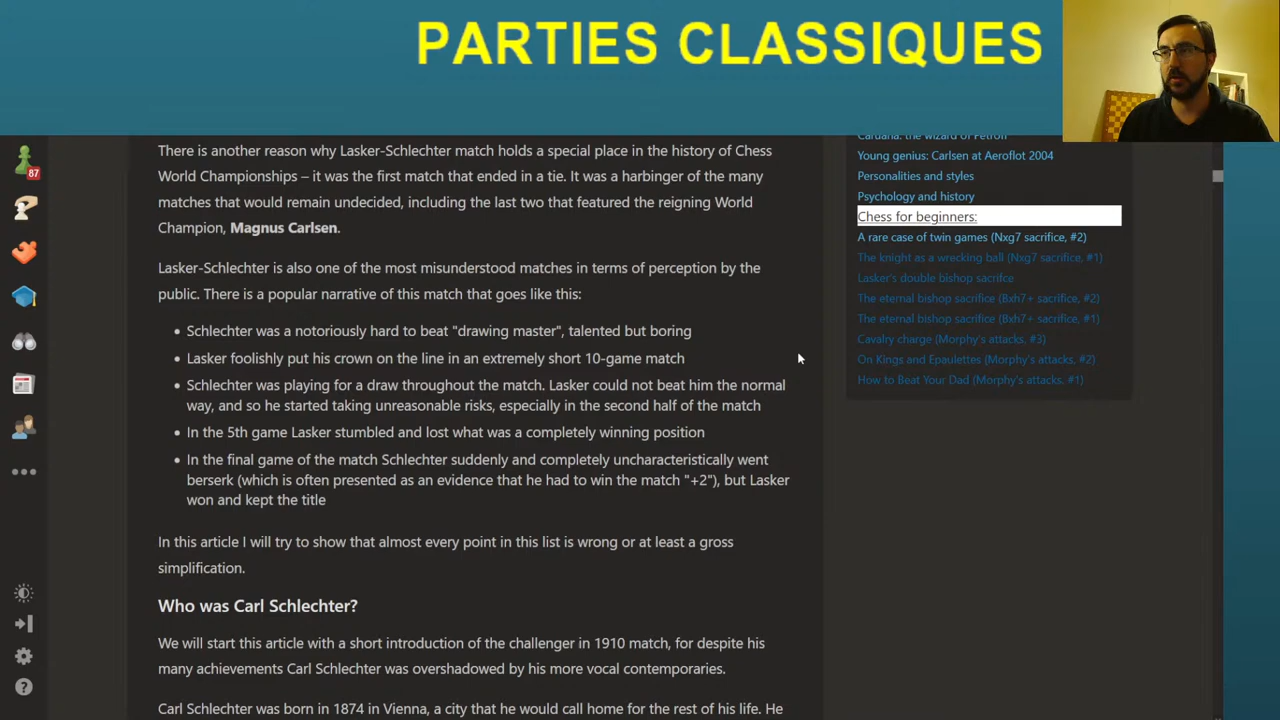 PARTIES CLASSIQUES
87
There is another reason why Lasker-Schlechter match holds a special place in the history of Chess
World Championships – it was the first match that ended in a tie. It was a harbinger of the many
matches that would remain undecided, including the last two that featured the reigning World
Champion, Magnus Carlsen.
Lasker-Schlechter is also one of the most misunderstood matches in terms of perception by the
public. There is a popular narrative of this match that goes like this:
• Schlechter was a notoriously hard to beat "drawing master", talented but boring
• Lasker foolishly put his crown on the line in an extremely short 10-game match
• Schlechter was playing for a draw throughout the match. Lasker could not beat him the normal
way, and so he started taking unreasonable risks, especially in the second half of the match
• In the 5th game Lasker stumbled and lost what was a completely winning position
• In the final game of the match Schlechter suddenly and completely uncharacteristically went
berserk (which is often presented as an evidence that he had to win the match "+2"), but Lasker
won and kept the title
In this article I will try to show that almost every point in this list is wrong or at least a gross
simplification.
Who was Carl Schlechter?
We will start this article with a short introduction of the challenger in 1910 match, for despite his
many achievements Carl Schlechter was overshadowed by his more vocal contemporaries.
Carl Schlechter was born in 1874 in Vienna, a city that he would call home for the rest of his life. He
Caruana: the wizard of Petroff
Young genius: Carlsen at Aeroflot 2004
Personalities and styles
Psychology and history
Chess for beginners:
A rare case of twin games (Nxg7 sacrifice, #2)
The knight as a wrecking ball (Nxg7 sacrifice, #1)
Lasker's double bishop sacrifce
The eternal bishop sacrifice (Bxh7+ sacrifice, #2)
The eternal bishop sacrifice (Bxh7+ sacrifice, #1)
Cavalry charge (Morphy's attacks, #3)
On Kings and Epaulettes (Morphy's attacks, #2)
How to Beat Your Dad (Morphy's attacks, #1)